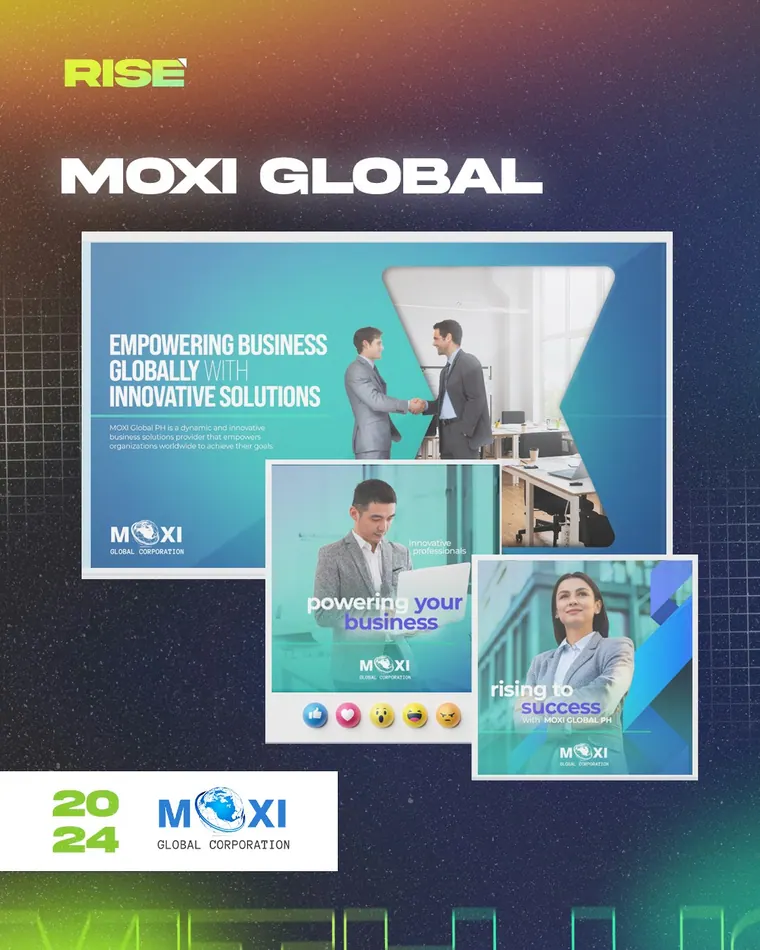 RISE
MOXI GLOBAL
EMPOWERING BUSINESS
GLOBALLY WITH
INNOVATIVE SOLUTIONS
MOXI Global PH is a dynamic and innovative
business solutions provider that empowers
organizations worldwide to achieve their goals
MOXI
GLOBAL CORPORATION
innovative
professionals
powering your
business
MOXI
GLOBAL CORPORATION
rising to
success
with MOXI GLOBAL PH
MOXI
GLOBAL CORPORATION
20
24
MOXI
GLOBAL CORPORATION